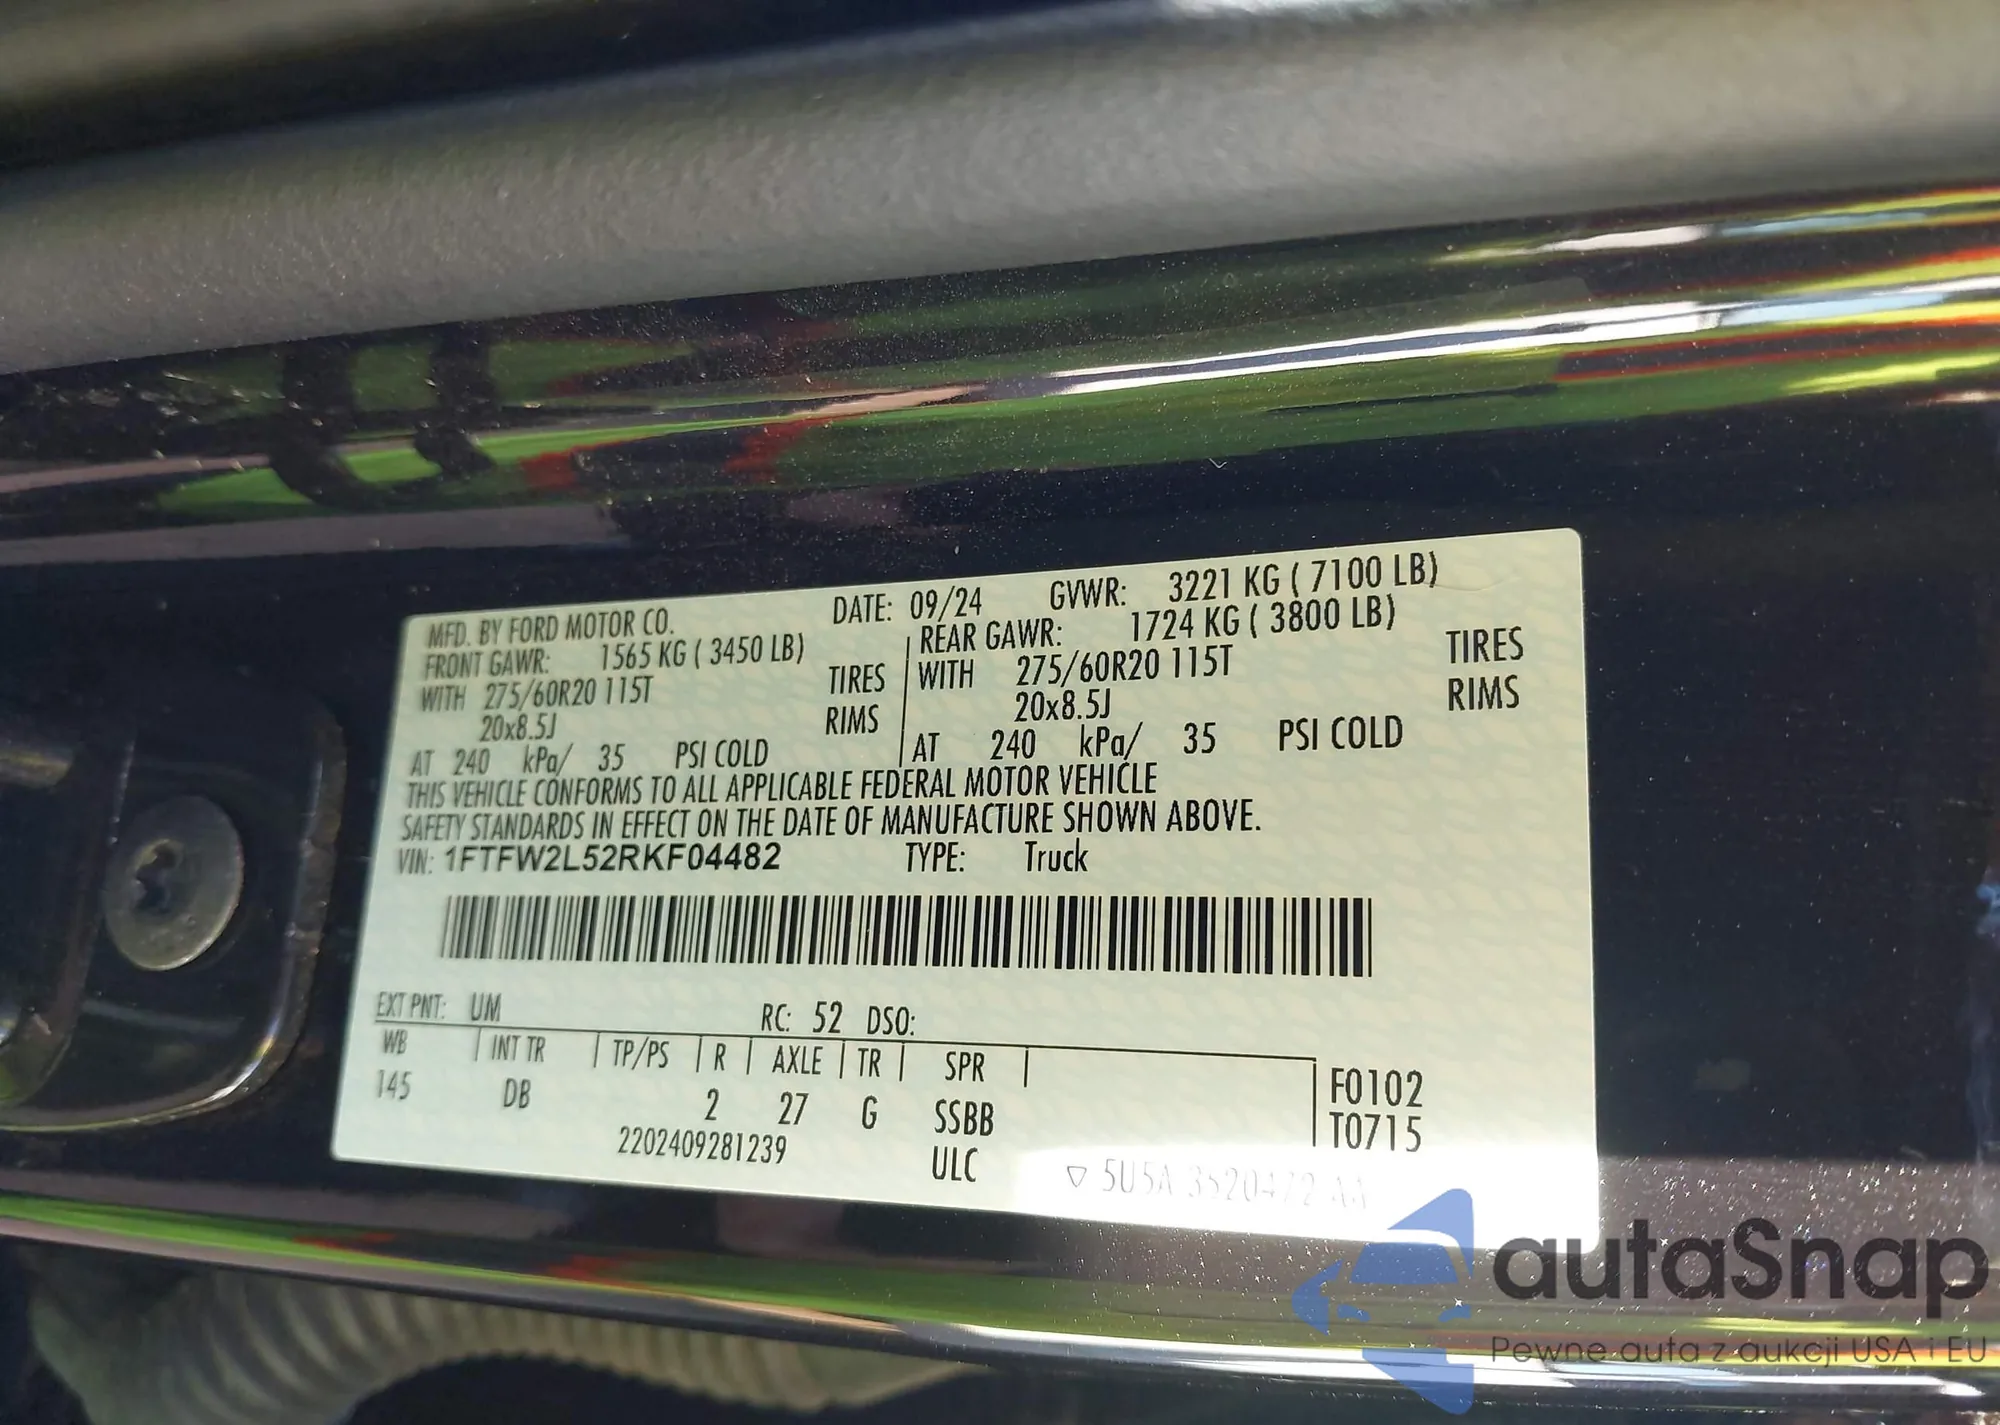 MFD. BY FORD MOTOR CO. DATE: 09/24 GVWR: 3221 KG ( 7100 LB)
FRONT GAWR: 1565 KG ( 3450 LB) REAR GAWR: 1724 KG ( 3800 LB)
WITH 275/60R20 115T TIRES WITH 275/60R20 115T TIRES
20x8.5J RIMS 20x8.5J RIMS
AT 240 kPa/ 35 PSI COLD AT 240 kPa/ 35 PSI COLD
THIS VEHICLE CONFORMS TO ALL APPLICABLE FEDERAL MOTOR VEHICLE
SAFETY STANDARDS IN EFFECT ON THE DATE OF MANUFACTURE SHOWN ABOVE.
VIN: 1FTFW2L52RKF04482 TYPE: Truck
EXT PNT: UM RC: 52 DSO:
WB INT TR TP/PS R AXLE TR SPR
145 DB 2 27 G SSBB F0102
T0715
2202409281239 ULC
5U5A 3520472 AA
autaSnap
Pewne auta z aukcji USA i EU